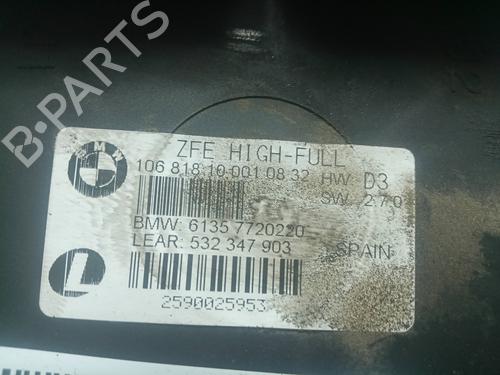 B-PARTS
BMW
ZFE HIGH-FULL
106 818 10 001 08 32 HW D3
SW 2.7.0
BMW: 6135 7720220
LEAR: 532 347 903 SPAIN
L
2590025953